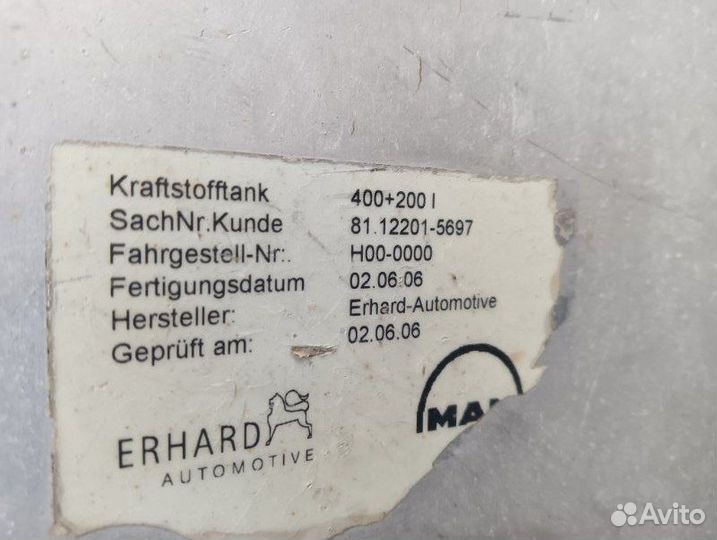 Kraftstofftank 400+200 l
SachNr.Kunde 81.12201-5697
Fahrgestell-Nr:. H00-0000
Fertigungsdatum 02.06.06
Hersteller: Erhard-Automotive
Geprüft am: 02.06.06
ERHARD
AUTOMOTIVE
MAN
Avito